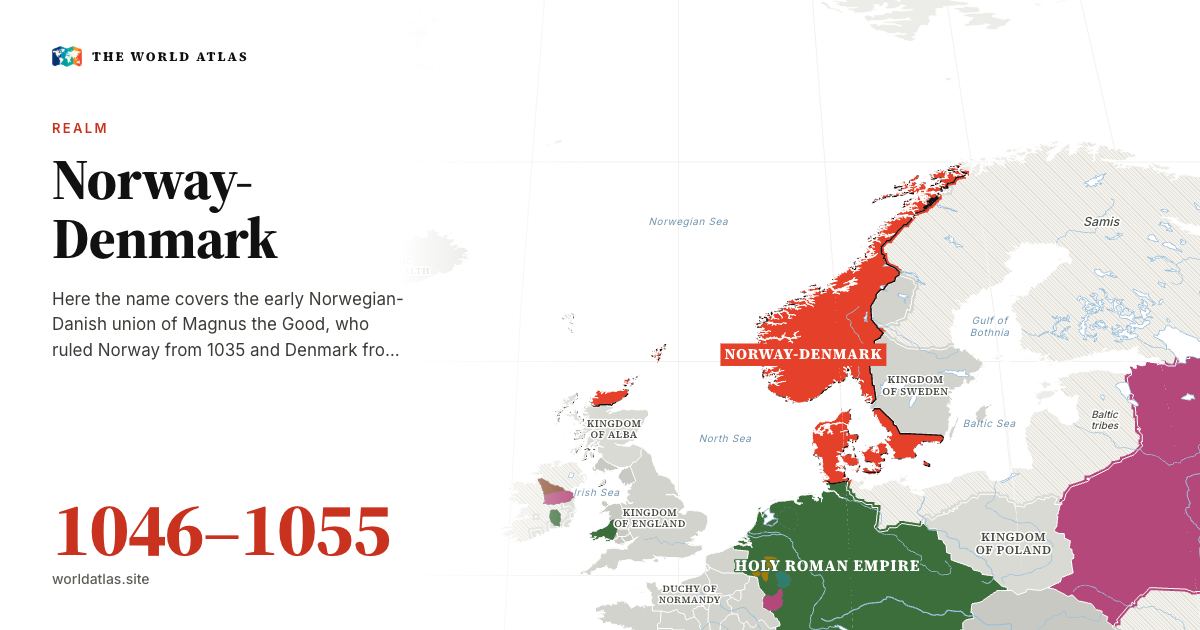 THE WORLD ATLAS
REALM
Norway-
Denmark
Here the name covers the early Norwegian-
Danish union of Magnus the Good, who
ruled Norway from 1035 and Denmark fro...
1046–1055
worldatlas.site
Norwegian Sea
Samis
Gulf of
Bothnia
NORWAY-DENMARK
KINGDOM
OF SWEDEN
Baltic
tribes
Baltic Sea
KINGDOM
OF ALBA
North Sea
Irish Sea
KINGDOM
OF ENGLAND
KINGDOM
OF POLAND
HOLY ROMAN EMPIRE
DUCHY OF
NORMANDY